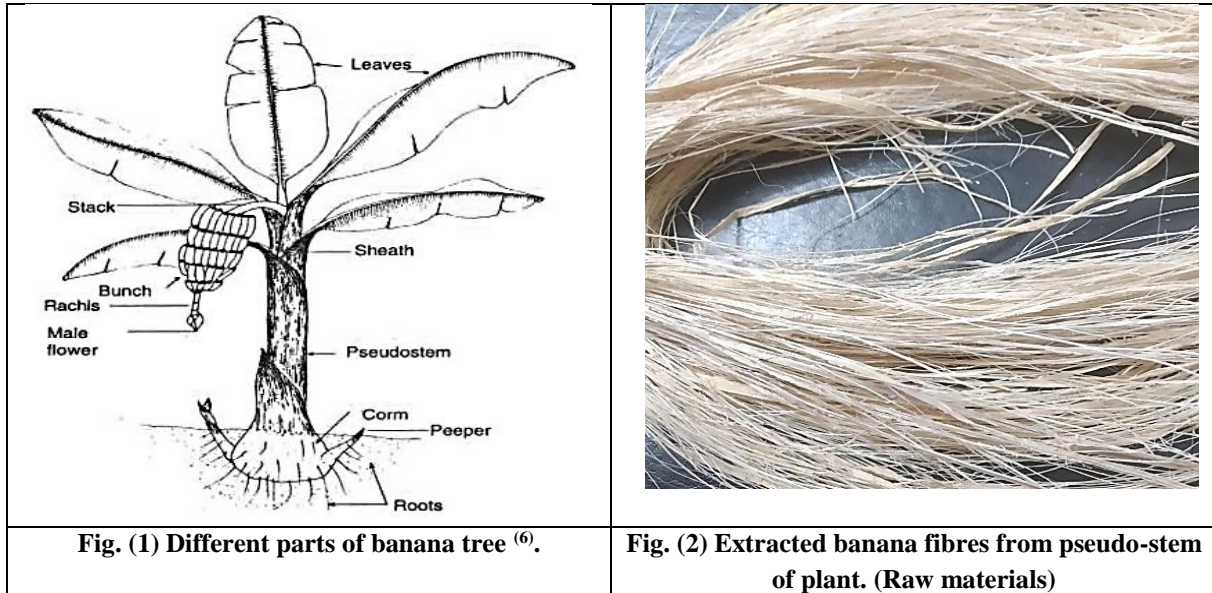 Leaves
Stack
Sheath
Bunch
Rachis
Male
flower
Pseudostem
Corm
Peeper
Roots
Fig. (1) Different parts of banana tree (6).
Fig. (2) Extracted banana fibres from pseudo-stem
of plant. (Raw materials)